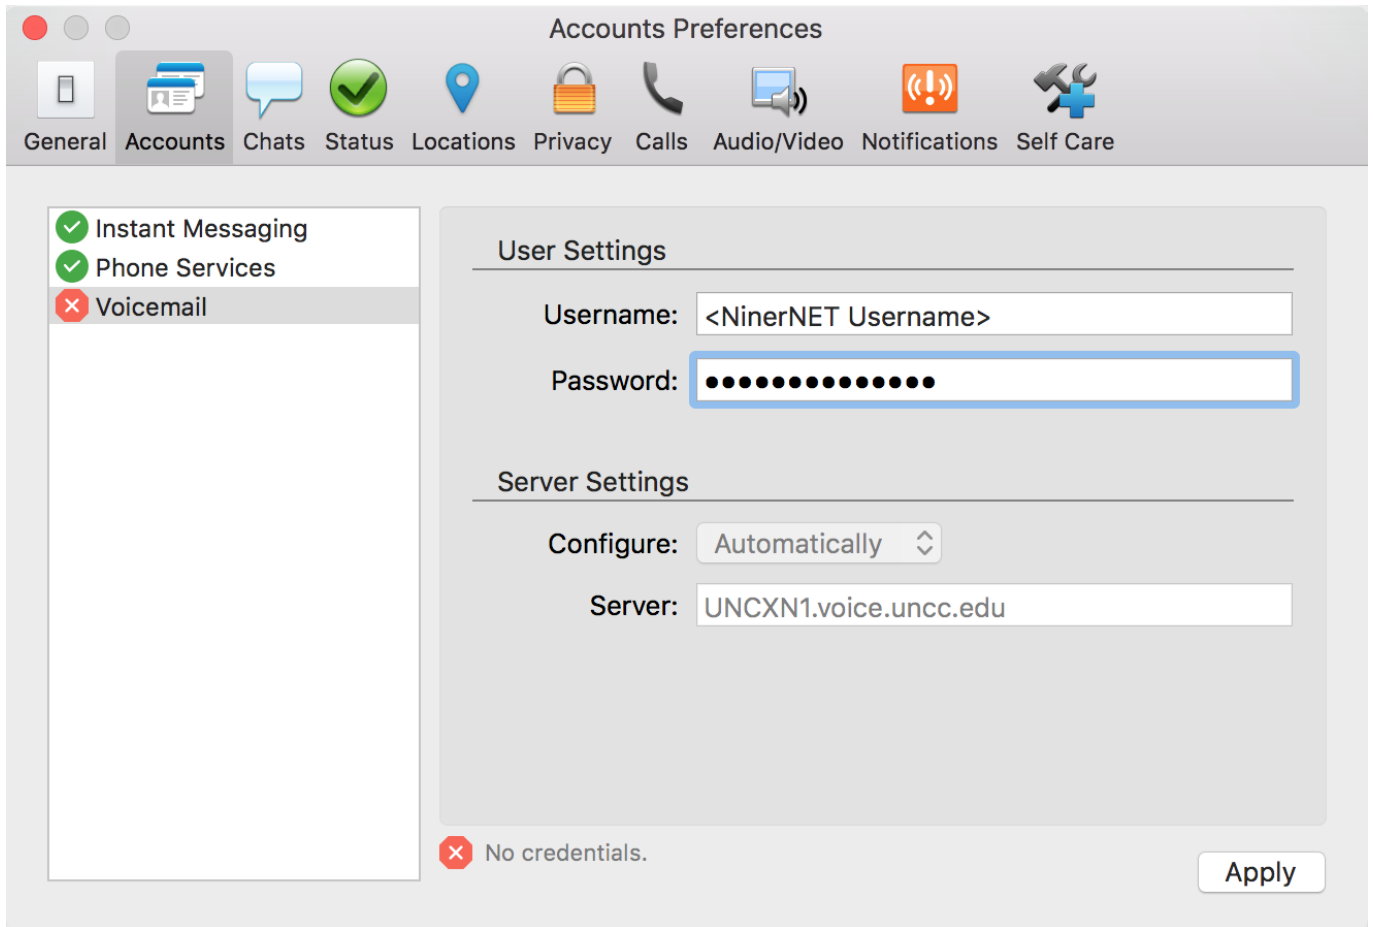 Accounts Preferences
General Accounts Chats Status Locations Privacy Calls Audio/Video Notifications Self Care
Instant Messaging
Phone Services
Voicemail
User Settings
Username: <NinerNET Username>
Password: ●●●●●●●●●●●●●●
Server Settings
Configure: Automatically
Server: UNCXN1.voice.uncc.edu
No credentials.
Apply